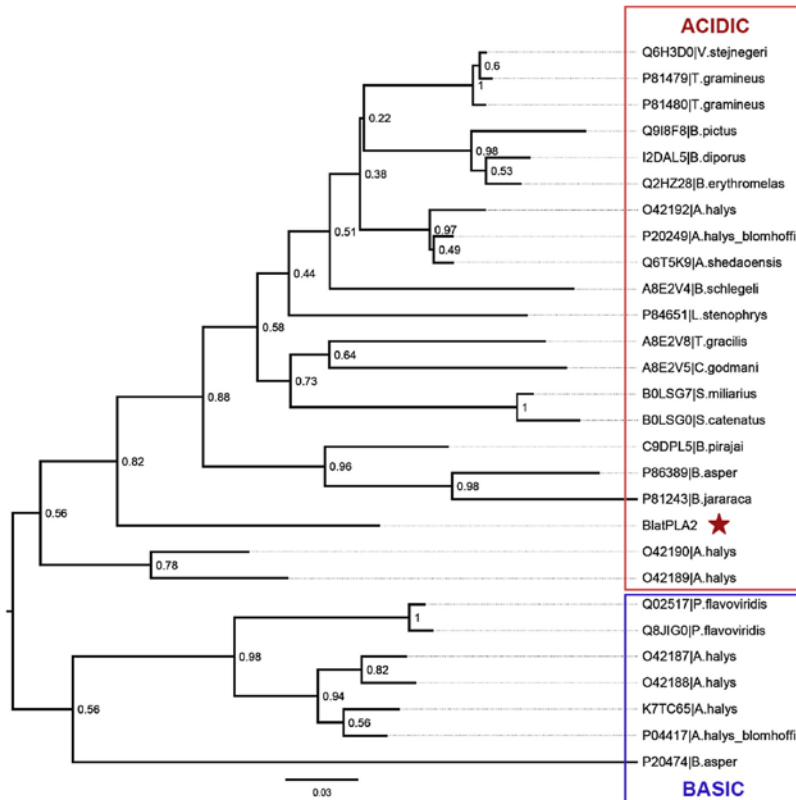 ACIDIC
Q6H3D0|V.stejnegeri
0.6
P81479|T.gramineus
1
P81480|T.gramineus
0.22
Q9I8F8|B.pictus
0.98
I2DAL5|B.diporus
0.53
0.38
Q2HZ28|B.erythromelas
O42192|A.halys
0.97
P20249|A.halys_blomhoffi
0.51
0.49
Q6T5K9|A.shedaoensis
0.44
A8E2V4|B.schlegeli
P84651|L.stenophrys
0.58
A8E2V8|T.gracilis
0.64
A8E2V5|C.godmani
0.73
0.88
B0LSG7|S.miliarius
1
B0LSG0|S.catenatus
C9DPL5|B.pirajai
0.82
0.96
P86389|B.asper
0.98
P81243|B.jararaca
0.56
BlatPLA2
O42190|A.halys
0.78
O42189|A.halys
Q02517|P.flavoviridis
1
Q8JIG0|P.flavoviridis
0.98
O42187|A.halys
0.82
O42188|A.halys
0.94
K7TC65|A.halys
0.56
0.56
P04417|A.halys_blomhoffi
P20474|B.asper
BASIC
0.03